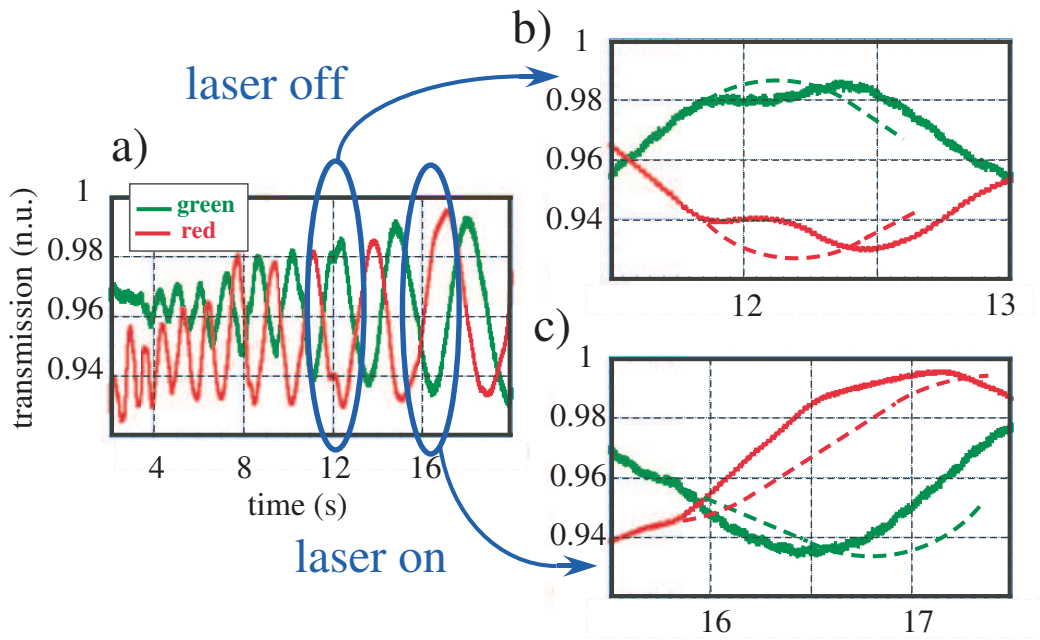 b)
1
laser off
0.98
a)
0.96
1
green
red
0.94
0.98
12
13
0.96
c)
1
0.94
0.98
4
8
12
16
0.96
time (s)
transmission (n.u.)
laser on
0.94
16
17